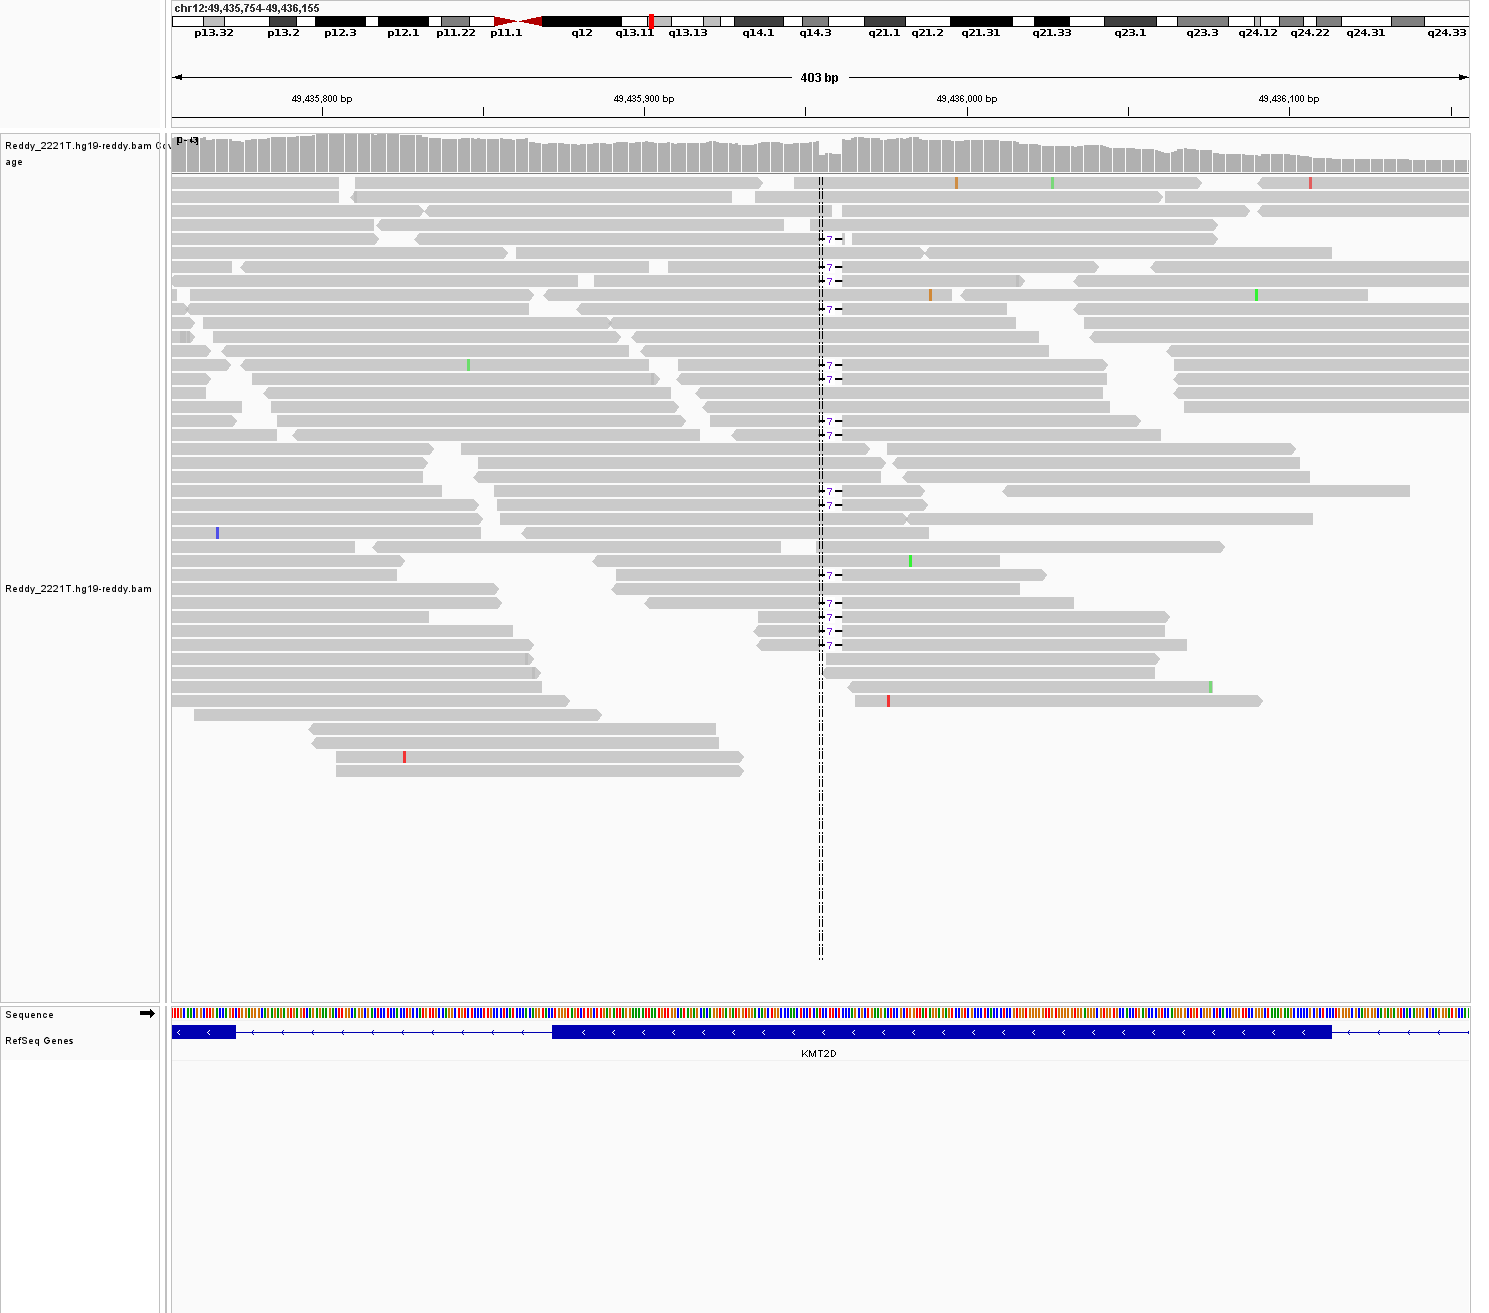 chr12:49,435,754-49,436,155
p13.32 p13.2 p12.3 p12.1 p11.22 p11.1 q12 q13.11 q13.13 q14.1 q14.3 q21.1 q21.2 q21.31 q21.33 q23.1 q23.3 q24.12 q24.22 q24.31 q24.33
403 bp
49,435,800 bp 49,435,900 bp 49,436,000 bp 49,436,100 bp
Reddy_2221T.hg19-reddy.bam Cov
age
7
7
7
7
7
7
7
7
7
7
7
Reddy_2221T.hg19-reddy.bam
7
7
7
7
Sequence
RefSeq Genes
KMT2D